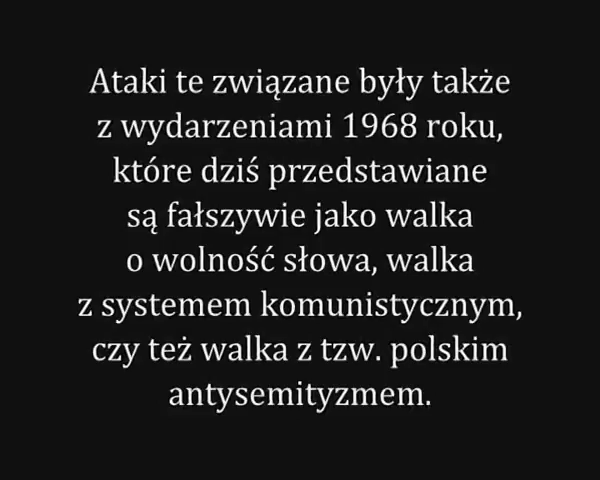 Ataki te związane były także
z wydarzeniami 1968 roku,
które dziś przedstawiane
są fałszywie jako walka
o wolność słowa, walka
z systemem komunistycznym,
czy też walka z tzw. polskim
antysemityzmem.